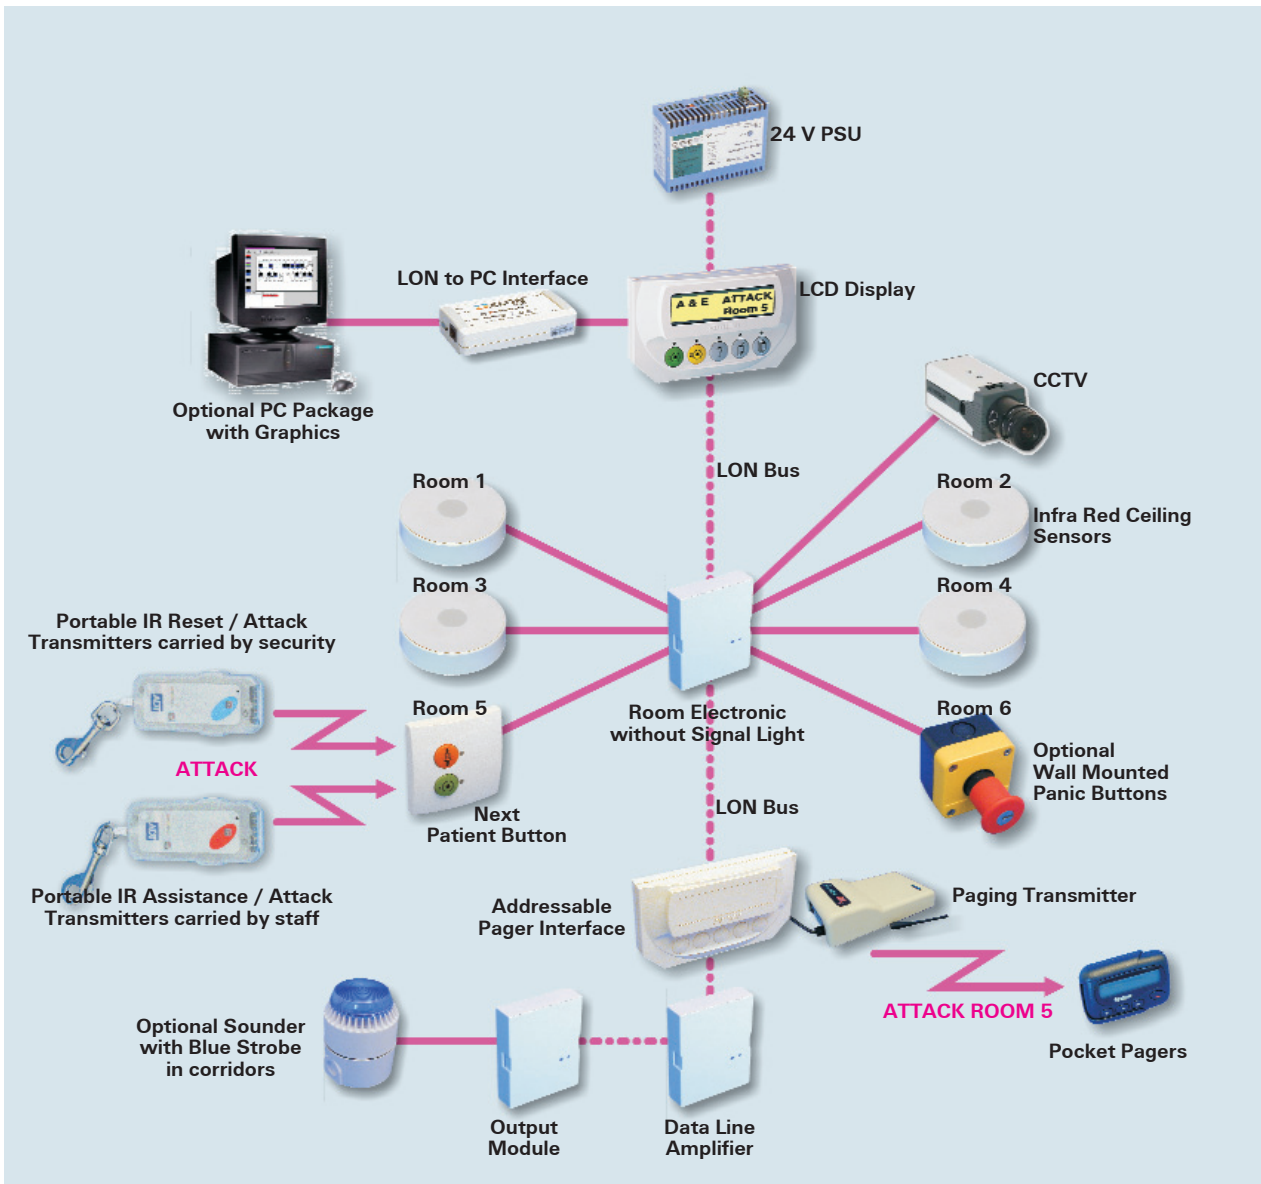 24 V PSU
LON to PC Interface
LCD Display
A & E ATTACK
Room 5
Optional PC Package
with Graphics
CCTV
LON Bus
Room 1
Room 2
Infra Red Ceiling
Sensors
Room 3
Room 4
Portable IR Reset / Attack
Transmitters carried by security
Room 5
Room Electronic
without Signal Light
Room 6
Optional
Wall Mounted
Panic Buttons
ATTACK
Next
Patient Button
LON Bus
Portable IR Assistance / Attack
Transmitters carried by staff
Addressable
Pager Interface
Paging Transmitter
ATTACK ROOM 5
Pocket Pagers
Optional Sounder
with Blue Strobe
in corridors
Output
Module
Data Line
Amplifier